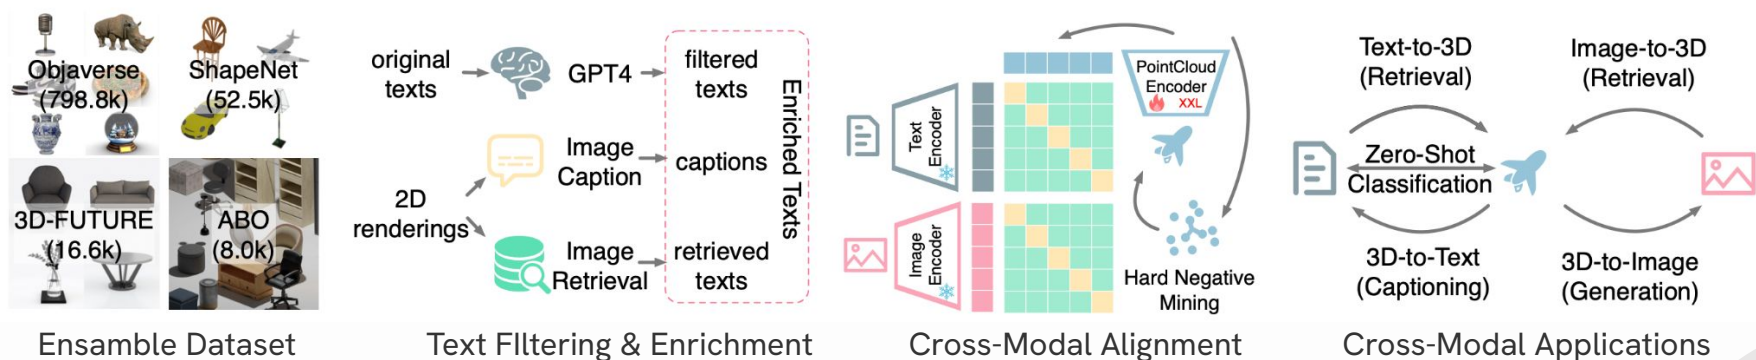 Objaverse
(798.8k)
ShapeNet
(52.5k)
3D-FUTURE
(16.6k)
ABO
(8.0k)
Ensamble Dataset
original
texts
GPT4
filtered
texts
2D
renderings
Image
Caption
captions
Image
Retrieval
retrieved
texts
Enriched Texts
Text FIltering & Enrichment
Text
Encoder
Image
Encoder
PointCloud
Encoder
XXL
Hard Negative
Mining
Cross-Modal Alignment
Text-to-3D
(Retrieval)
Image-to-3D
(Retrieval)
Zero-Shot
Classification
3D-to-Text
(Captioning)
3D-to-Image
(Generation)
Cross-Modal Applications